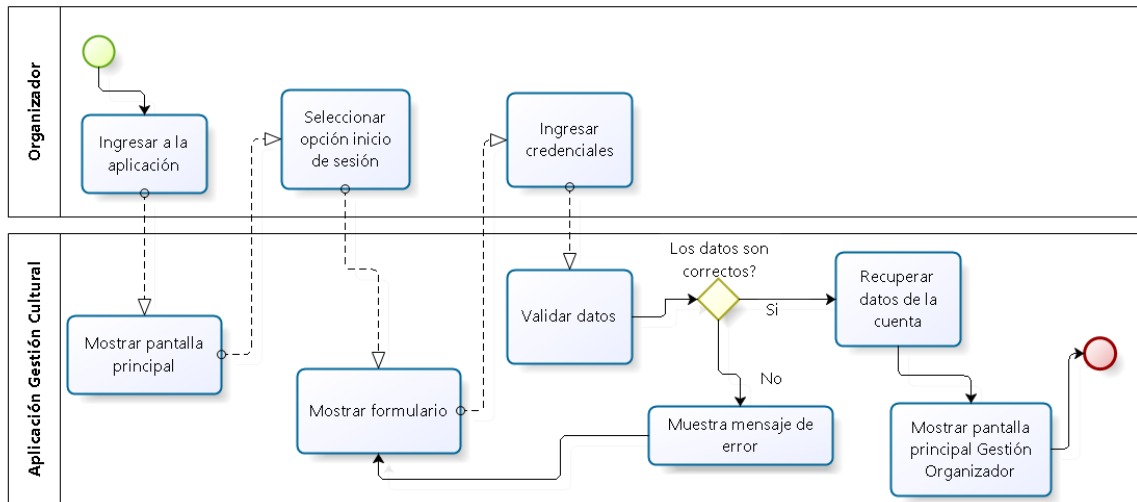 Organizador
Ingresar a la
aplicación
Seleccionar
opción inicio
de sesión
Ingresar
credenciales
Aplicación Gestión Cultural
Mostrar pantalla
principal
Mostrar formulario
Validar datos
Los datos son
correctos?
Si
No
Recuperar
datos de la
cuenta
Muestra mensaje de
error
Mostrar pantalla
principal Gestión
Organizador